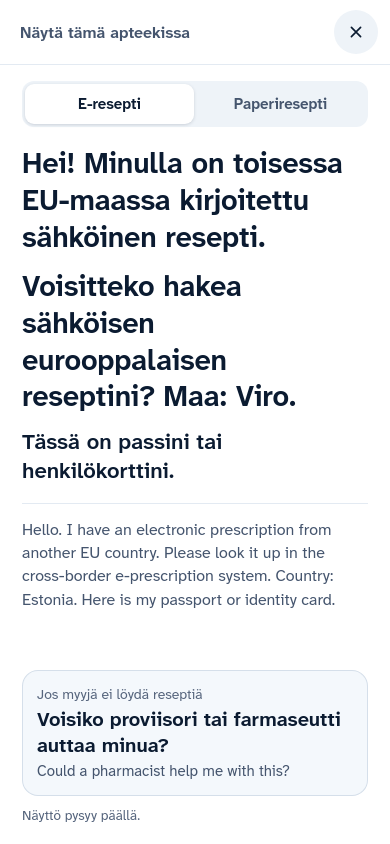 Näytä tämä apteekissa
E-resepti
Paperiresepti
Hei! Minulla on toisessa
EU-maassa kirjoitettu
sähköinen resepti.
Voisitteko hakea
sähköisen
eurooppalaisen
reseptini? Maa: Viro.
Tässä on passini tai
henkilökorttini.
Hello. I have an electronic prescription from
another EU country. Please look it up in the
cross-border e-prescription system. Country:
Estonia. Here is my passport or identity card.
Jos myyjä ei löydä reseptiä
Voisiko proviisori tai farmaseutti
auttaa minua?
Could a pharmacist help me with this?
Näyttö pysyy päällä.